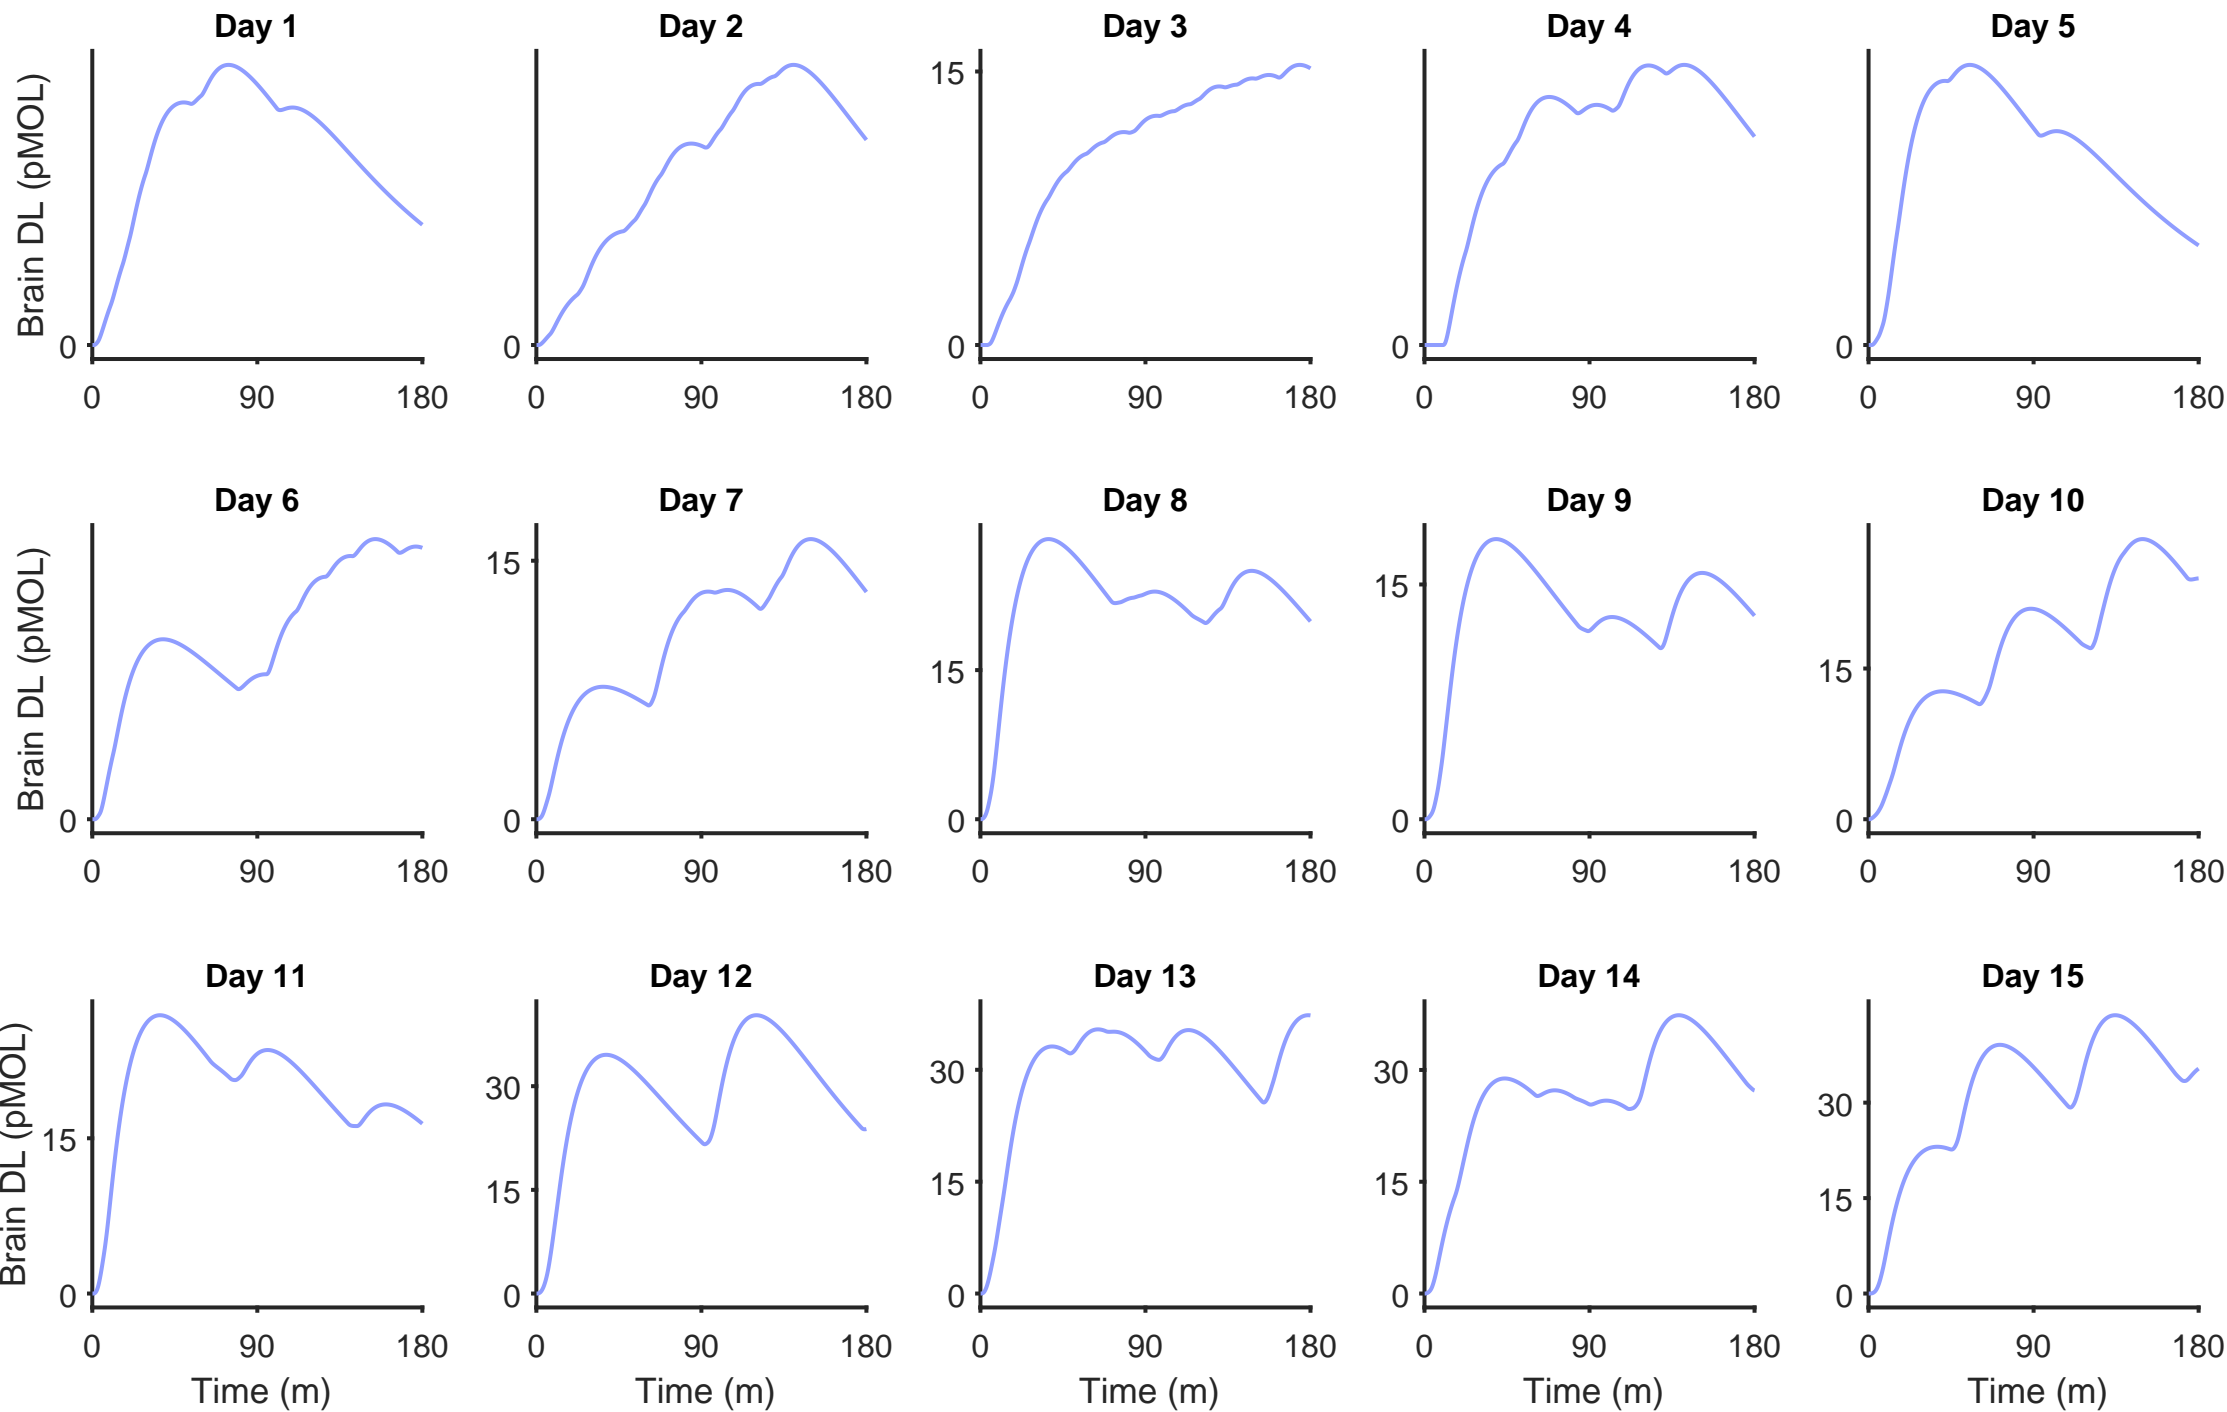 Day 1 Day 2 Day 3 Day 4 Day 5
Brain DL (pMOL)
15
0 0 0 0 0
0 90 180 0 90 180 0 90 180 0 90 180 0 90 180
Day 6 Day 7 Day 8 Day 9 Day 10
Brain DL (pMOL)
15 15 15 15
0 0 0 0 0
0 90 180 0 90 180 0 90 180 0 90 180 0 90 180
Day 11 Day 12 Day 13 Day 14 Day 15
Brain DL (pMOL)
30 30 30 30
15 15 15 15 15
0 0 0 0 0
0 90 180 0 90 180 0 90 180 0 90 180 0 90 180
Time (m) Time (m) Time (m) Time (m) Time (m)